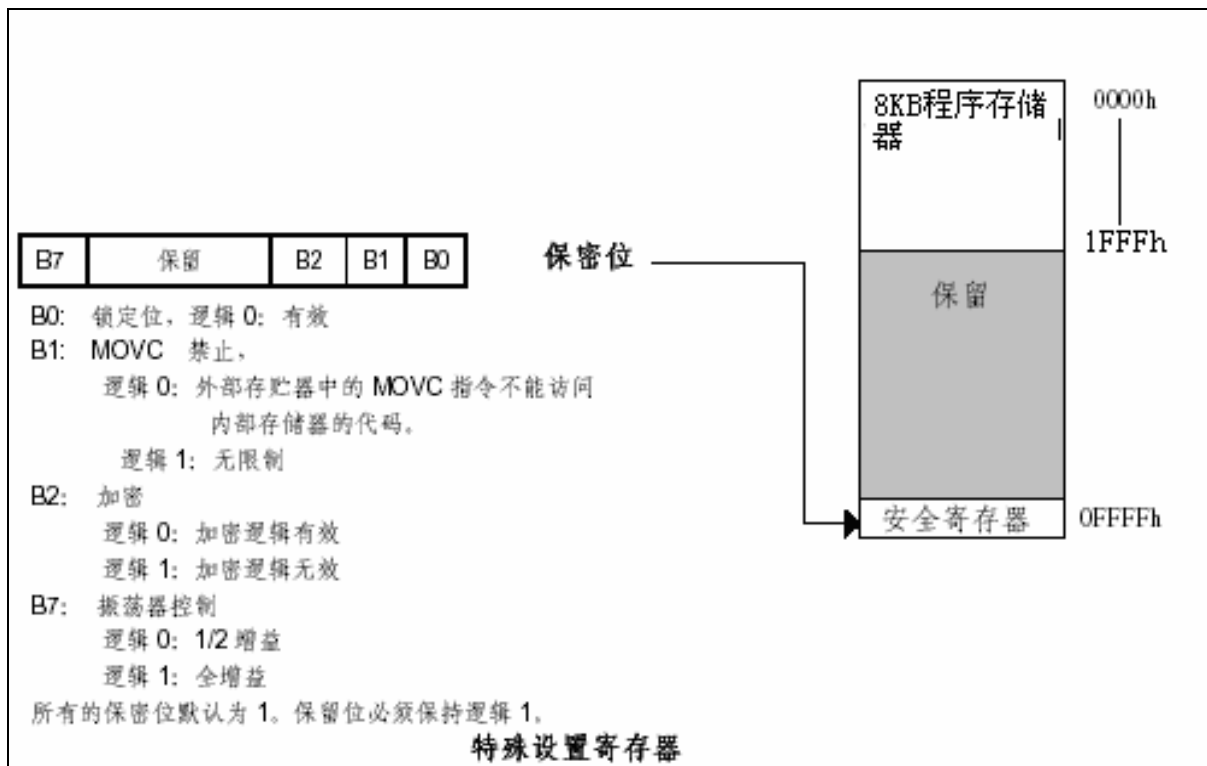 8KB程序存储
器
0000h
1FFFh
B7 保留 B2 B1 B0
保密位
保留
B0: 锁定位，逻辑 0: 有效
B1: MOVC 禁止，
逻辑 0: 外部存贮器中的 MOVC 指令不能访问
内部存储器的代码。
逻辑 1: 无限制
B2: 加密
逻辑 0: 加密逻辑有效
逻辑 1: 加密逻辑无效
安全寄存器
0FFFFh
B7: 振荡器控制
逻辑 0: 1/2 增益
逻辑 1: 全增益
所有的保密位默认为 1。保留位必须保持逻辑 1。
特殊设置寄存器